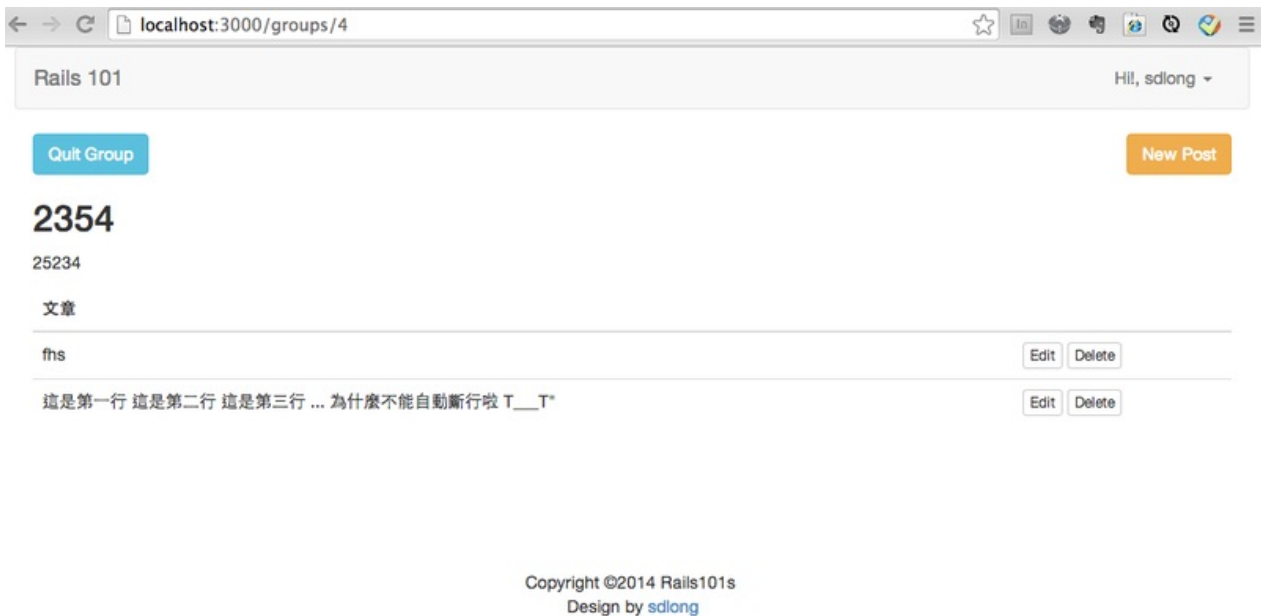 localhost:3000/groups/4
Rails 101
Hi!, sdlong
Quit Group
New Post
2354
25234
文章
fhs
Edit
Delete
這是第一行 這是第二行 這是第三行 ... 為什麼不能自動斷行啦 T___T"
Edit
Delete
Copyright ©2014 Rails101s
Design by sdlong